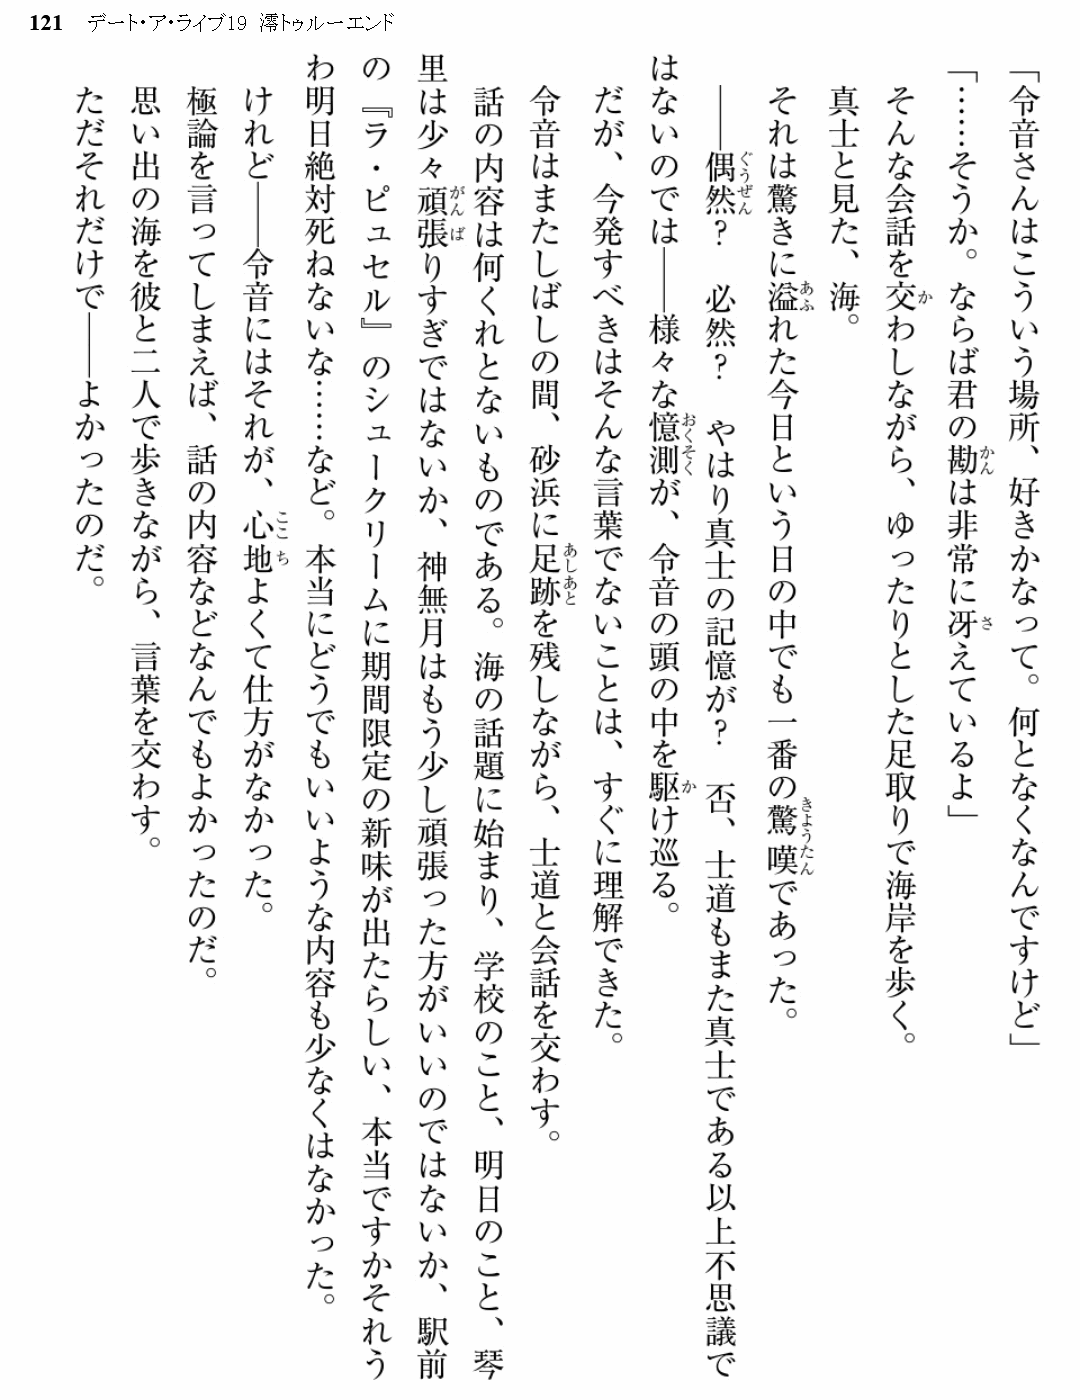 121 デート・ア・ライブ19 澪トゥルーエンド
「令音さんはこういう場所、好きかなって。何となくなんですけど」
「……そうか。ならば君の勘は非常に冴えているよ」
そんな会話を交わしながら、ゆったりとした足取りで海岸を歩く。
真士と見た、海。
それは驚きに溢れた今日という日の中でも一番の驚嘆であった。
――偶然？　必然？　やはり真士の記憶が？　否、士道もまた真士である以上不思議で
はないのでは――様々な憶測が、令音の頭の中を駆け巡る。
だが、今発すべきはそんな言葉でないことは、すぐに理解できた。
令音はまたしばしの間、砂浜に足跡を残しながら、士道と会話を交わす。
話の内容は何くれとないものである。海の話題に始まり、学校のこと、明日のこと、琴
里は少々頑張りすぎではないか、神無月はもう少し頑張った方がいいのではないか、駅前
の『ラ・ピュセル』のシュークリームに期間限定の新味が出たらしい、本当ですかそれう
わ明日絶対死ねないな……など。本当にどうでもいいような内容も少なくはなかった。
けれど――令音にはそれが、心地よくて仕方がなかった。
極論を言ってしまえば、話の内容などなんでもよかったのだ。
思い出の海を彼と二人で歩きながら、言葉を交わす。
ただそれだけで――よかったのだ。